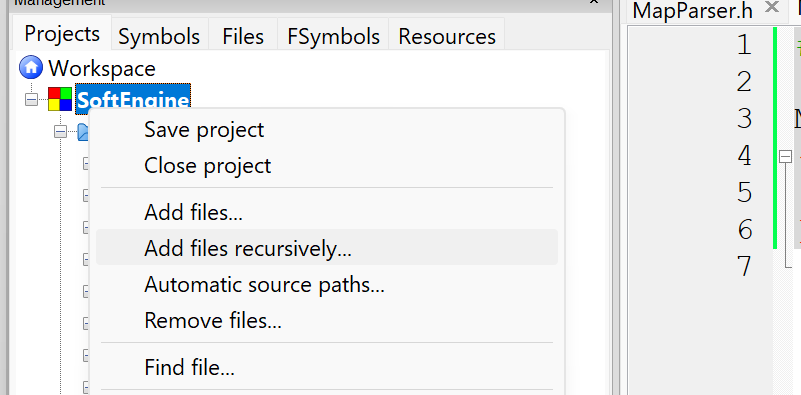 Management
Projects
Symbols
Files
FSymbols
Resources
Workspace
SoftEngine
Save project
Close project
Add files...
Add files recursively...
Automatic source paths...
Remove files...
Find file...
MapParser.h
1
2
3
4
5
6
7